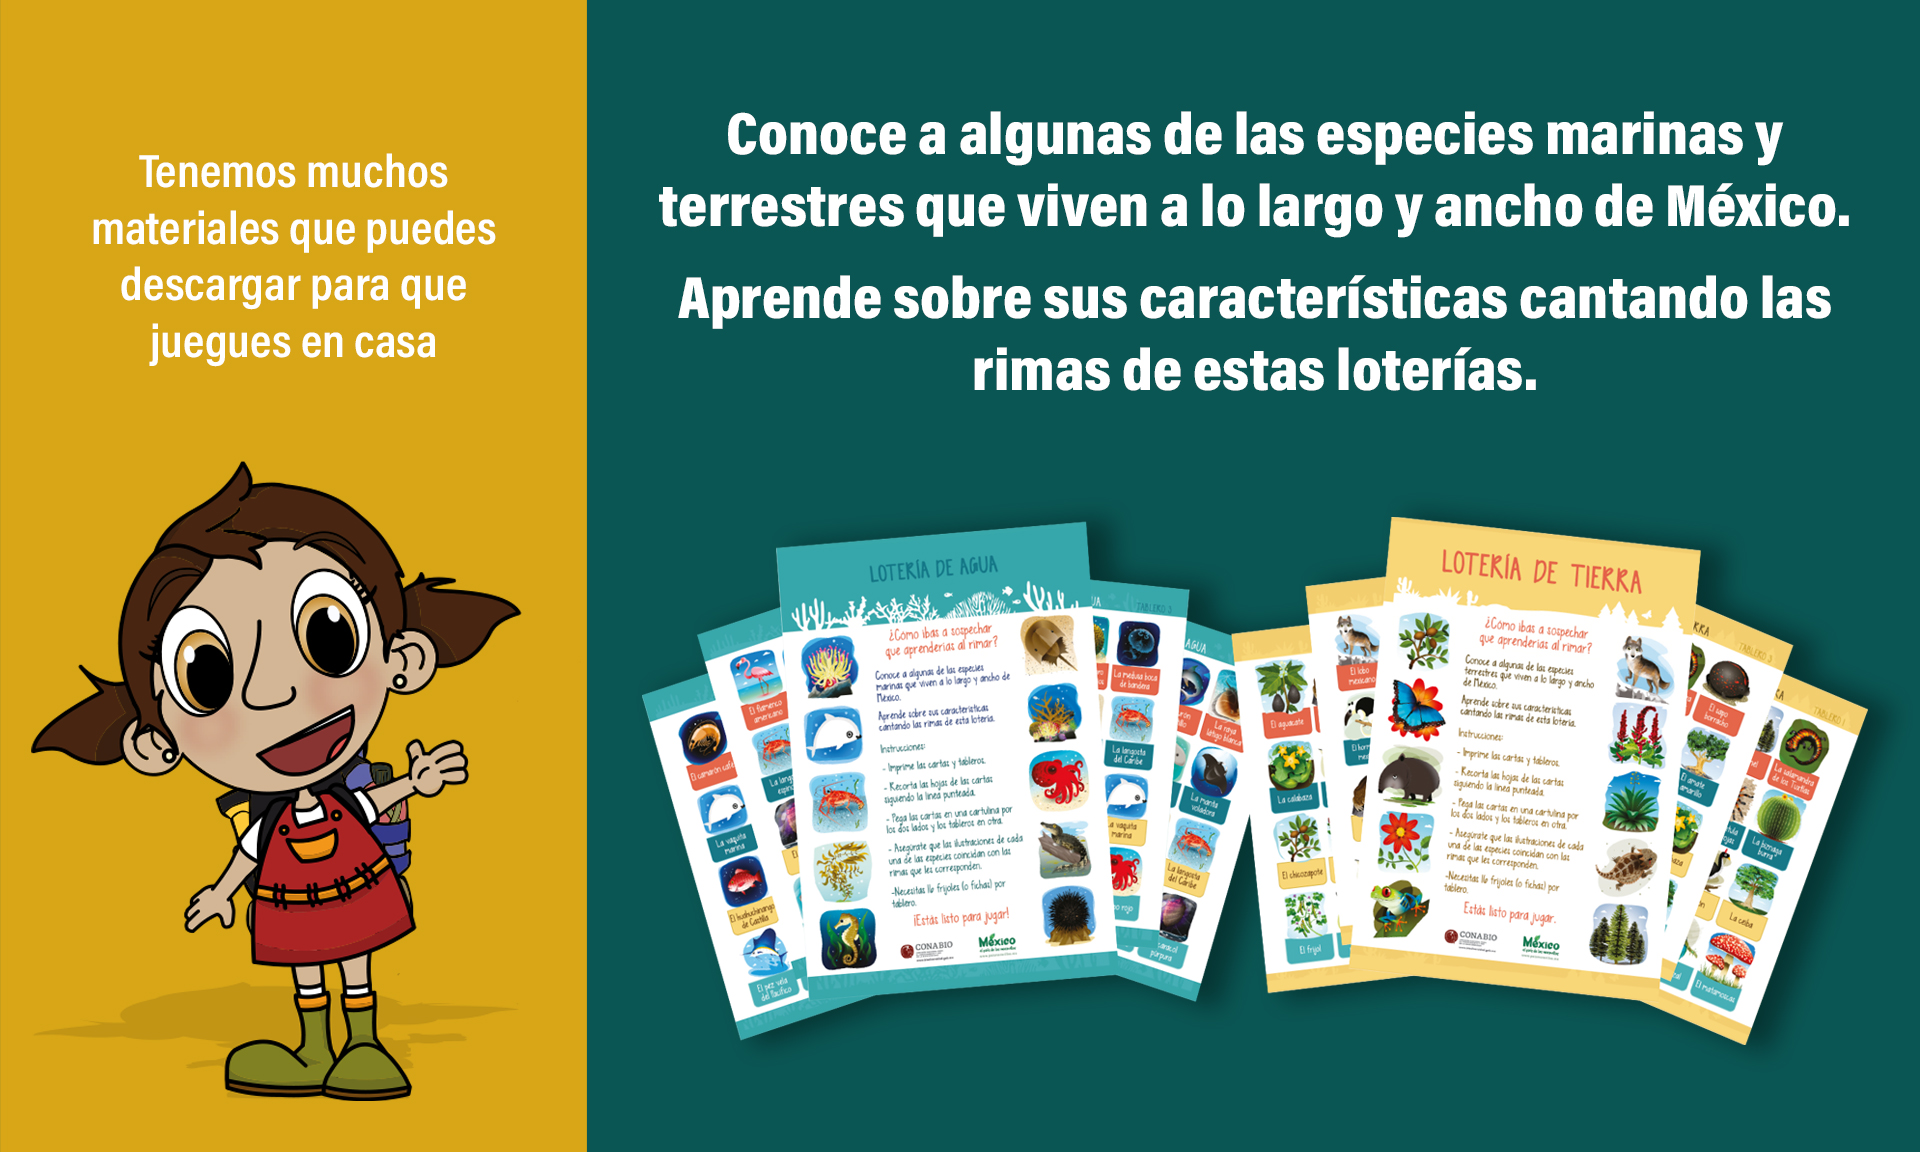 Tenemos muchos
materiales que puedes
descargar para que
juegues en casa
Conoce a algunas de las especies marinas y
terrestres que viven a lo largo y ancho de México.
Aprende sobre sus características cantando las
rimas de estas loterías.
LOTERÍA DE AGUA
¿Cómo ibas a sospechar
que aprenderías al rimar?
Conoce a algunas de las especies
marinas que viven a lo largo y ancho de
México.
Aprende sobre sus características
cantando las rimas de esta lotería.
Instrucciones:
- Imprime las cartas y tableros.
- Recorta las hojas de las cartas
siguiendo la línea punteada.
- Pega las cartas en una cartulina por
los dos lados y los tableros en otra.
- Asegúrate que las ilustraciones de cada
una de las especies coincidan con las
rimas que les corresponden.
-Necesitas 16 frijoles (o fichas) por
tablero.
¡Estás listo para jugar!
CONABIO
México
El flamenco
americano
El camarón café
La vaquita
marina
El huachinango
de Castilla
El pez vela
del Pacífico
TABLERO 2
AGUA
La medusa boca
de bandera
La langosta
del Caribe
La raya
látigo blanca
La manta
voladora
La vaquita
marina
La langosta
del Caribe
caracol
púrpura
LOTERÍA DE TIERRA
¿Cómo ibas a sospechar
que aprenderías al rimar?
Conoce a algunas de las especies
terrestres que viven a lo largo y ancho
de México.
Aprende sobre sus características
cantando las rimas de esta lotería.
Instrucciones:
- Imprime las cartas y tableros.
- Recorta las hojas de las cartas
siguiendo la línea punteada.
- Pega las cartas en una cartulina por
los dos lados y los tableros en otra.
- Asegúrate que las ilustraciones de cada
una de las especies coincidan con las
rimas que les corresponden.
-Necesitas 16 frijoles (o fichas) por
tablero.
Estás listo para jugar.
CONABIO
México
El lobo
mexicano
El aguacate
La calabaza
El chicozapote
El frijol
TABLERO 3
El sapo
borracho
El amate
amarillo
TABLERO 1
La salamandra
de los Tuxtlas
La biznaga
burra
La ceiba
El matamoscas